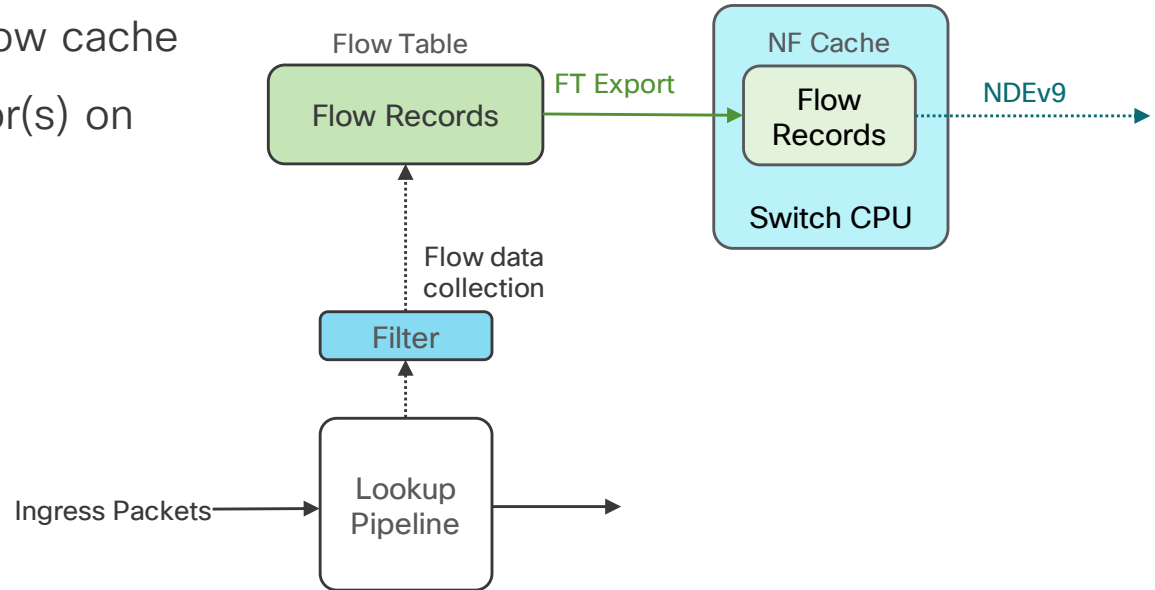 ow cache
or(s) on
Flow Table
Flow Records
FT Export
NF Cache
Flow
Records
Switch CPU
NDEv9
Flow data
collection
Filter
Ingress Packets
Lookup
Pipeline